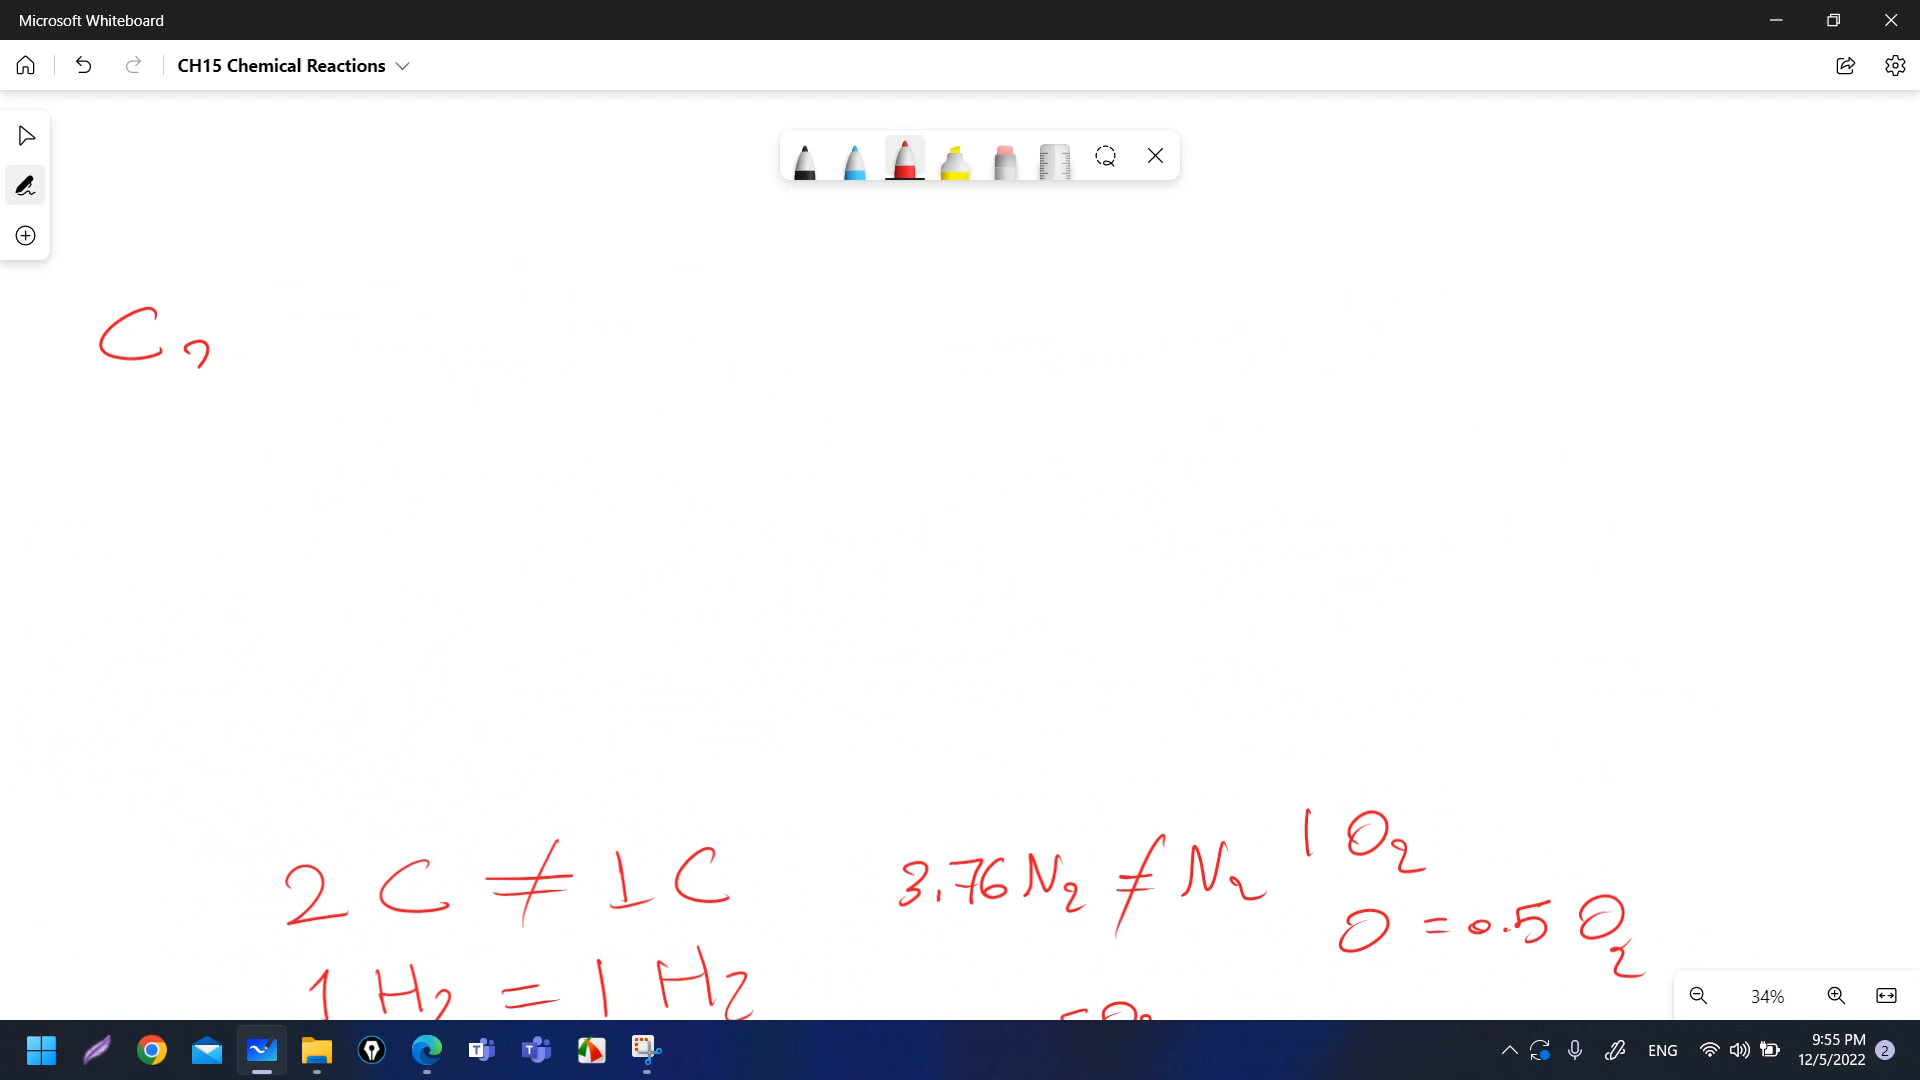 Microsoft Whiteboard
CH15 Chemical Reactions
C
2 C ≠ 1 C
3.76 N₂ ≠ N₂
1 O₂
O = 0.5 O₂
1 H₂ = 1 H₂
34%
ENG
9:55 PM
12/5/2022
2